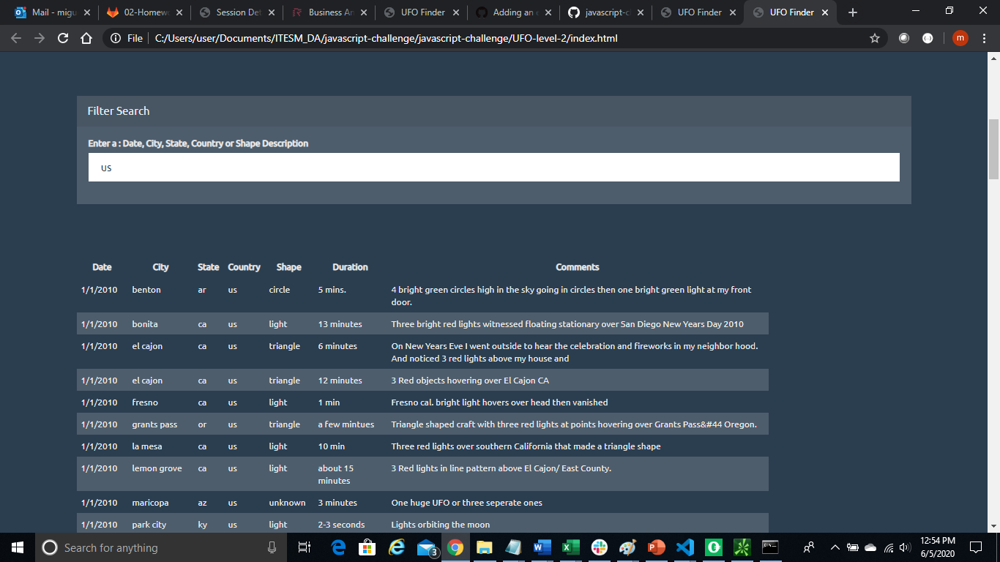 Mail - migu
02-Homewo
Session Det
Business An
UFO Finder
Adding an e
javascript-cl
UFO Finder
UFO Finder
File
C:/Users/user/Documents/ITESM_DA/javascript-challenge/javascript-challenge/UFO-level-2/index.html
m
Filter Search
Enter a : Date, City, State, Country or Shape Description
US
Date City State Country Shape Duration Comments
1/1/2010 benton ar us circle 5 mins. 4 bright green circles high in the sky going in circles then one bright green light at my front
door.
1/1/2010 bonita ca us light 13 minutes Three bright red lights witnessed floating stationary over San Diego New Years Day 2010
1/1/2010 el cajon ca us triangle 6 minutes On New Years Eve I went outside to hear the celebration and fireworks in my neighbor hood.
And noticed 3 red lights above my house and
1/1/2010 el cajon ca us triangle 12 minutes 3 Red objects hovering over El Cajon CA
1/1/2010 fresno ca us light 1 min Fresno cal. bright light hovers over head then vanished
1/1/2010 grants pass or us triangle a few mintues Triangle shaped craft with three red lights at points hovering over Grants Pass&#44 Oregon.
1/1/2010 la mesa ca us light 10 min Three red lights over southern California that made a triangle shape
1/1/2010 lemon grove ca us light about 15 3 Red lights in line pattern above El Cajon/ East County.
minutes
1/1/2010 maricopa az us unknown 3 minutes One huge UFO or three seperate ones
1/1/2010 park city ky us light 2-3 seconds Lights orbiting the moon
Search for anything
3
12:54 PM
6/5/2020